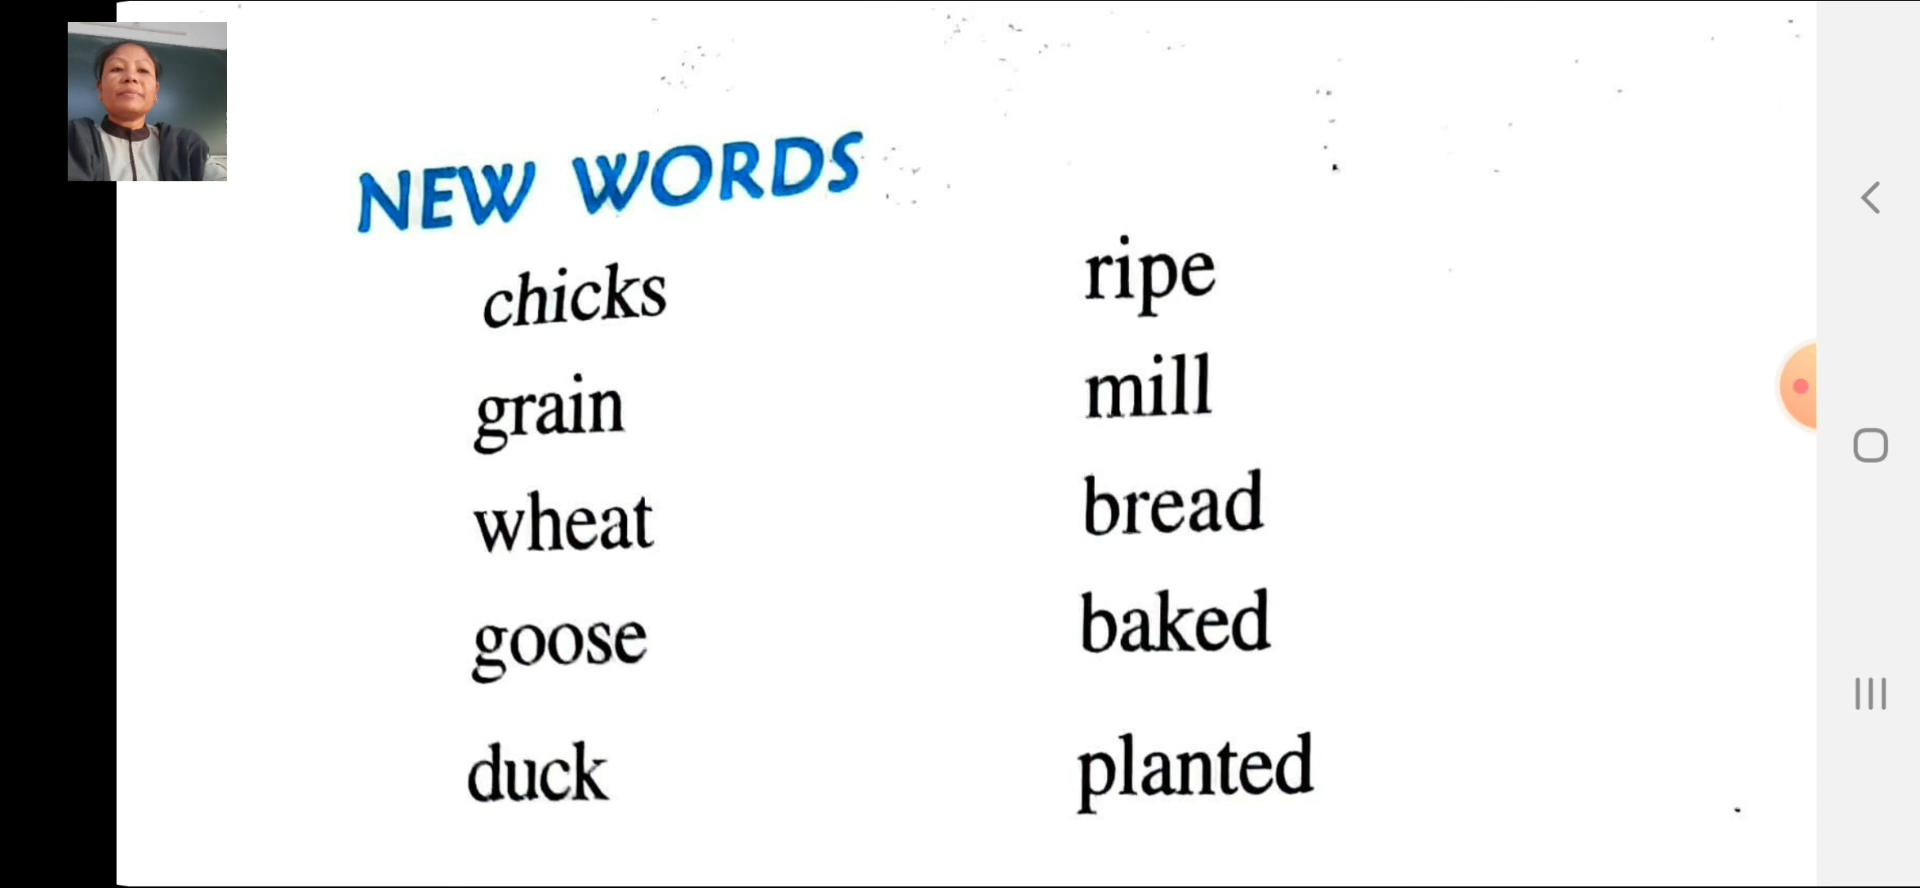 NEW WORDS
chicks
grain
wheat
goose
duck
ripe
mill
bread
baked
planted